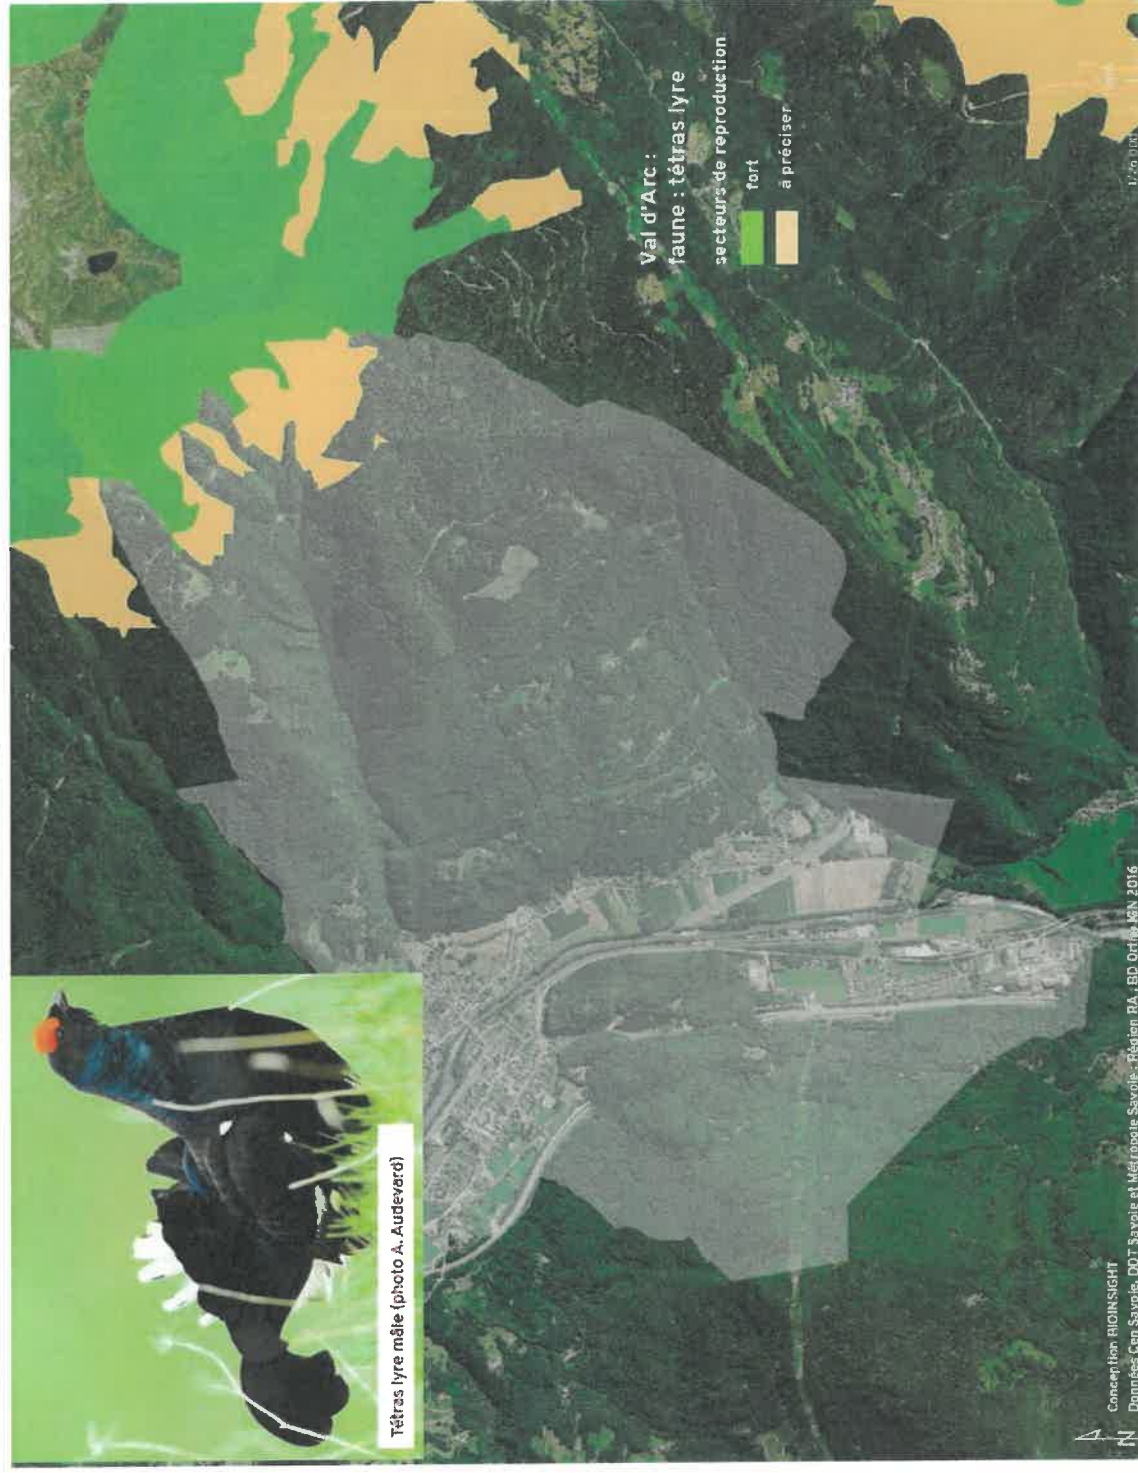 Tétras lyre mâle (photo A. Audevard)
Val d'Arc :
faune : tétras lyre
secteurs de reproduction
fort
à préciser
N
Conception BIOINSIGHT
Données Cen Savoie, DDT Savoie et Métropole Savoie ; Région RA ; BD Ortho IGN 2016